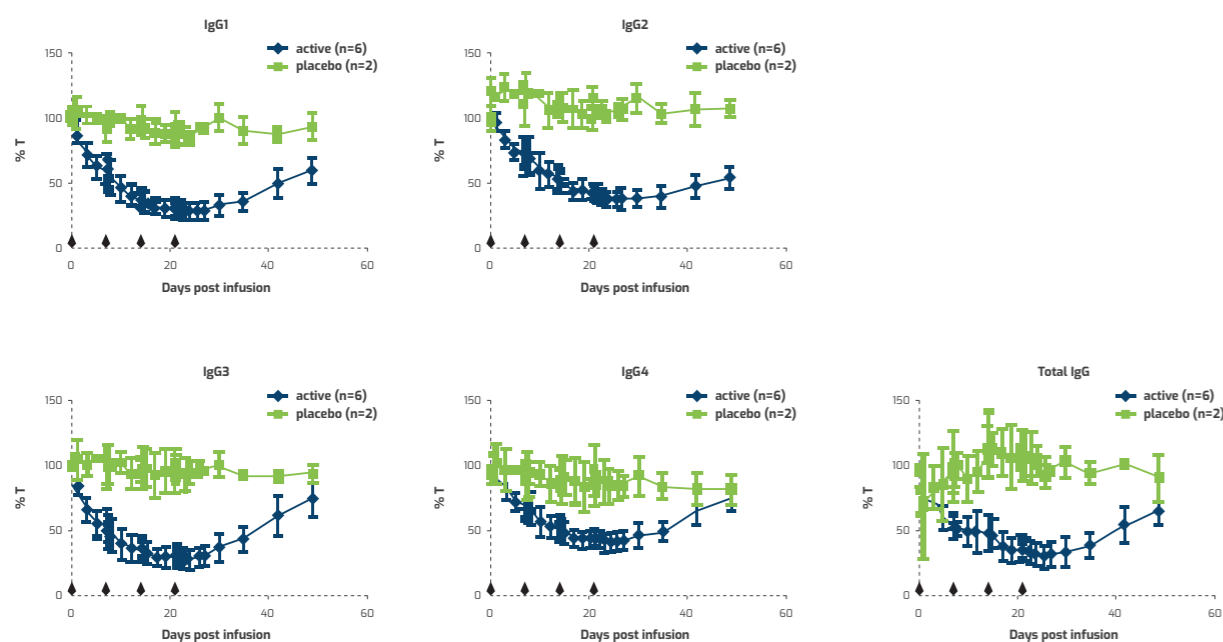 IgG1
active (n=6)
placebo (n=2)
150
100
50
0
% T
0 20 40 60
Days post infusion
IgG2
active (n=6)
placebo (n=2)
150
100
50
0
% T
0 20 40 60
Days post infusion
IgG3
active (n=6)
placebo (n=2)
150
100
50
0
% T
0 20 40 60
Days post infusion
IgG4
active (n=6)
placebo (n=2)
150
100
50
0
% T
0 20 40 60
Days post infusion
Total IgG
active (n=6)
placebo (n=2)
150
100
50
0
% T
0 20 40 60
Days post infusion